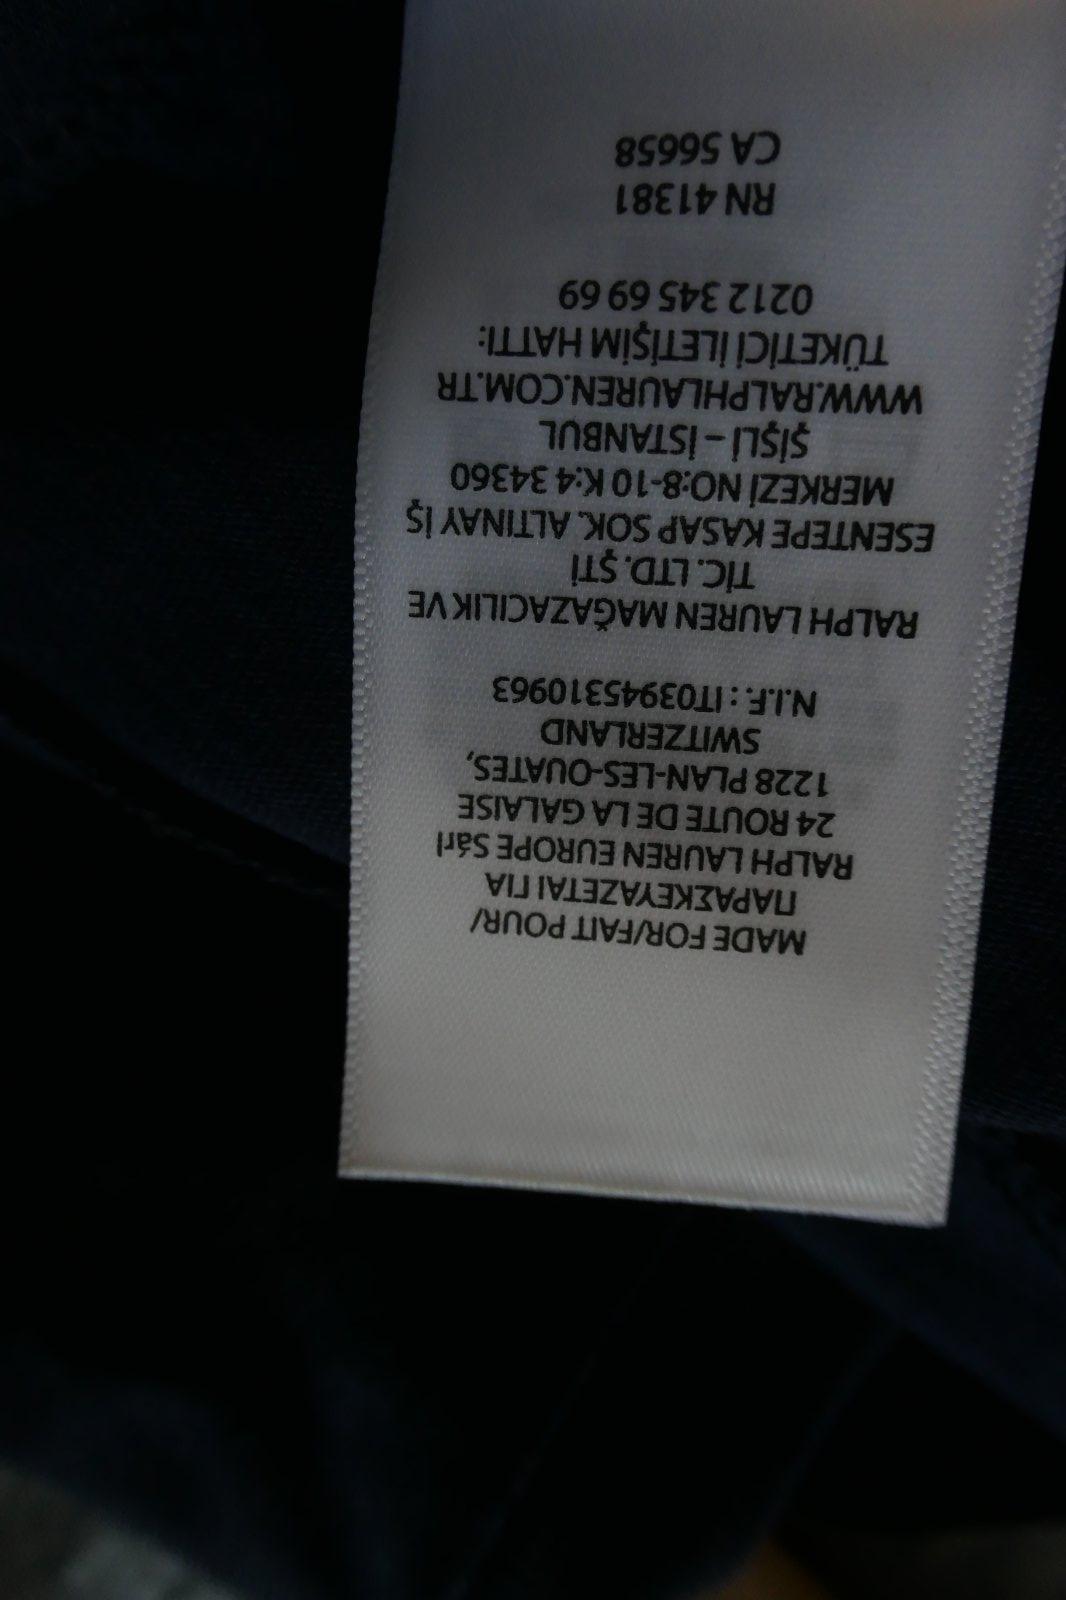 MADE FOR/FAIT POUR/
ΠΑΡΑΣΚΕΥΑΖΕΤΑΙ ΓΙΑ
RALPH LAUREN EUROPE Sárl
24 ROUTE DE LA GALAISE
1228 PLAN-LES-OUATES,
SWITZERLAND
N.I.F. : IT03945310963
RALPH LAUREN MAĞAZACILIK VE
TİC. LTD. ŞTİ
ESENTEPE KASAP SOK. ALTINAY İŞ
MERKEZİ NO:8-10 K:4 34360
ŞİŞLİ – İSTANBUL
WWW.RALPHLAUREN.COM.TR
TÜKETİCİ İLETİŞİM HATTI:
0212 345 69 69
RN 41381
CA 56658